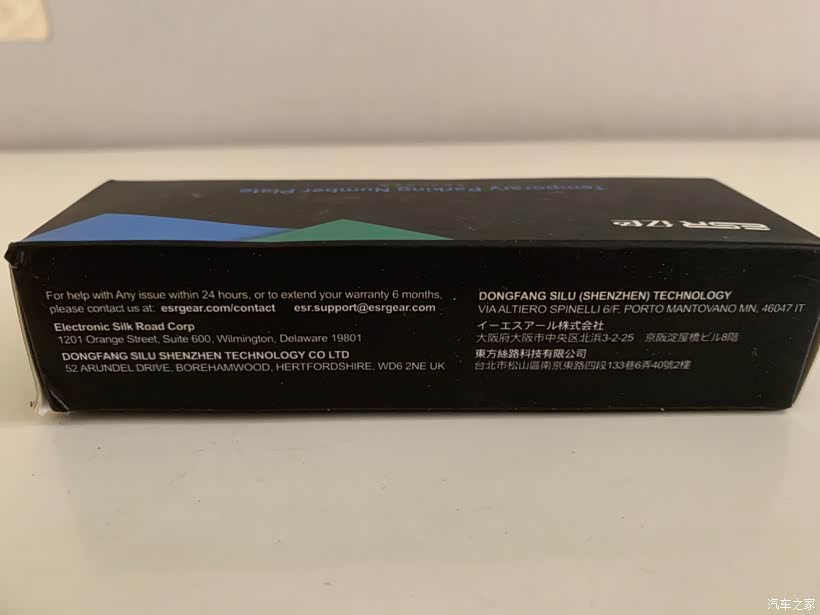 Temporary Parking Number Plate
ESR 亿色
For help with Any issue within 24 hours, or to extend your warranty 6 months,
please contact us at: esrgear.com/contact esr.support@esrgear.com
Electronic Silk Road Corp
1201 Orange Street, Suite 600, Wilmington, Delaware 19801
DONGFANG SILU SHENZHEN TECHNOLOGY CO LTD
52 ARUNDEL DRIVE, BOREHAMWOOD, HERTFORDSHIRE, WD6 2NE UK
DONGFANG SILU (SHENZHEN) TECHNOLOGY
VIA ALTIERO SPINELLI 6/F, PORTO MANTOVANO MN, 46047 IT
イーエスアール株式会社
大阪府大阪市中央区北浜3-2-25 京阪淀屋橋ビル8階
東方絲路科技有限公司
台北市松山區南京東路四段133巷6弄40號2樓
汽车之家